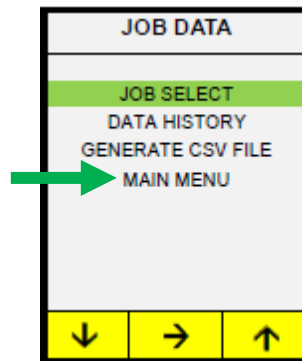 JOB DATA
JOB SELECT
DATA HISTORY
GENERATE CSV FILE
MAIN MENU